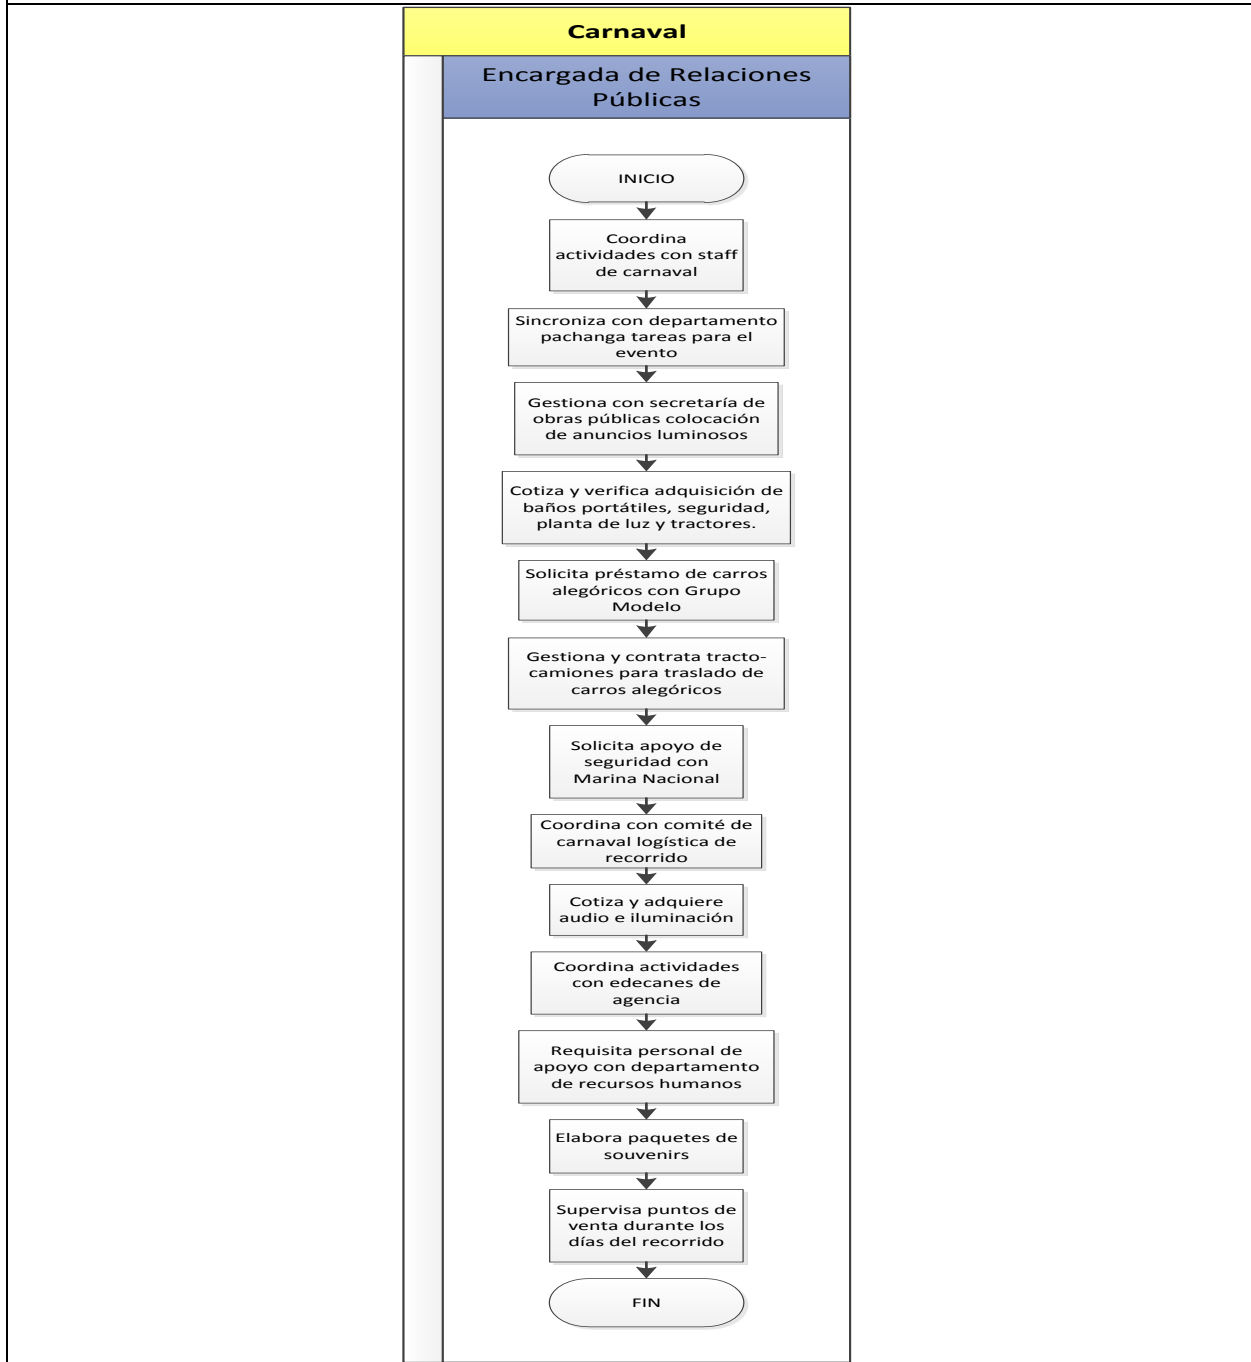 Carnaval
Encargada de Relaciones
Públicas
INICIO
Coordina
actividades con staff
de carnaval
Sincroniza con departamento
pachanga tareas para el
evento
Gestiona con secretaría de
obras públicas colocación
de anuncios luminosos
Cotiza y verifica adquisición de
baños portátiles, seguridad,
planta de luz y tractores.
Solicita préstamo de carros
alegóricos con Grupo
Modelo
Gestiona y contrata tracto-
camiones para traslado de
carros alegóricos
Solicita apoyo de
seguridad con
Marina Nacional
Coordina con comité de
carnaval logística de
recorrido
Cotiza y adquiere
audio e iluminación
Coordina actividades
con edecanes de
agencia
Requisita personal de
apoyo con departamento
de recursos humanos
Elabora paquetes de
souvenirs
Supervisa puntos de
venta durante los
días del recorrido
FIN